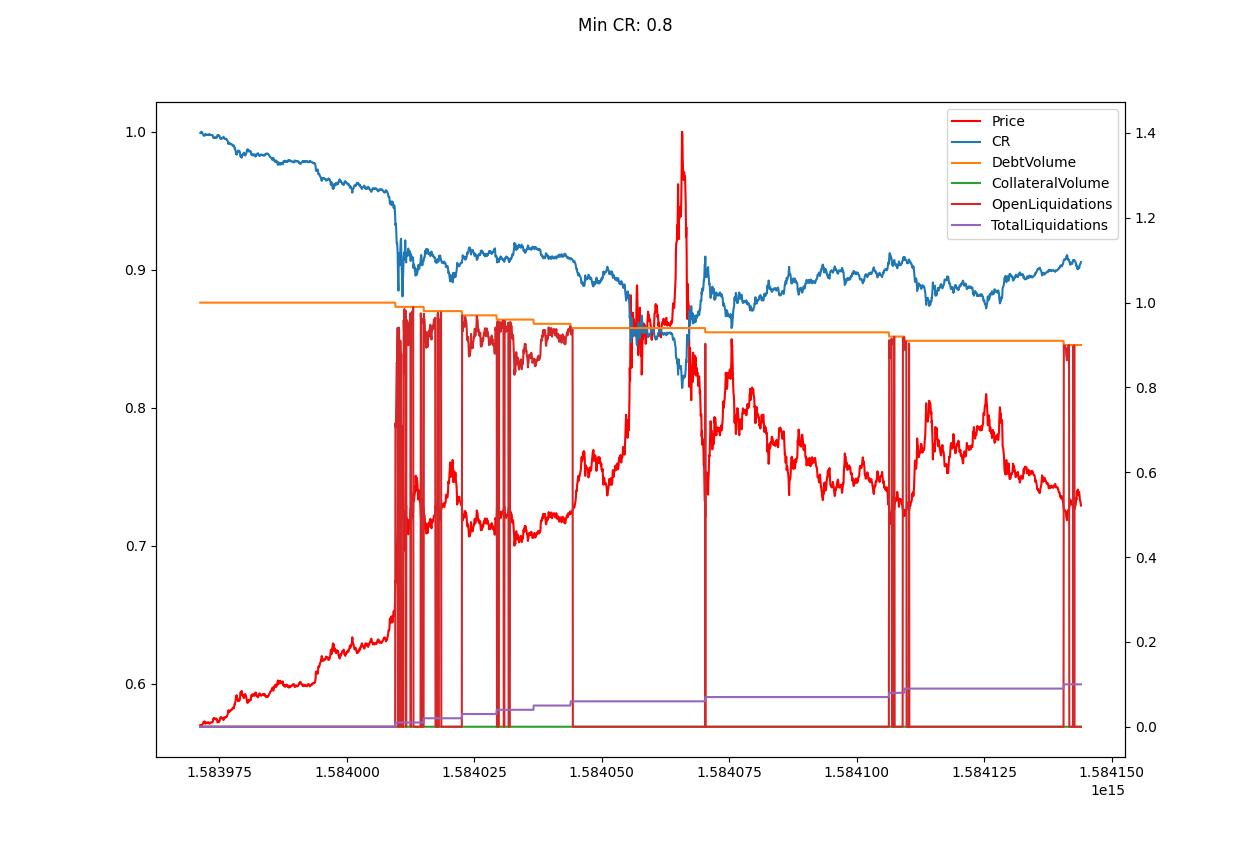 Min CR: 0.8
1.0
0.9
0.8
0.7
0.6
1.4
1.2
1.0
0.8
0.6
0.4
0.2
0.0
Price
CR
DebtVolume
CollateralVolume
OpenLiquidations
TotalLiquidations
1.583975 1.584000 1.584025 1.584050 1.584075 1.584100 1.584125 1.584150
1e15